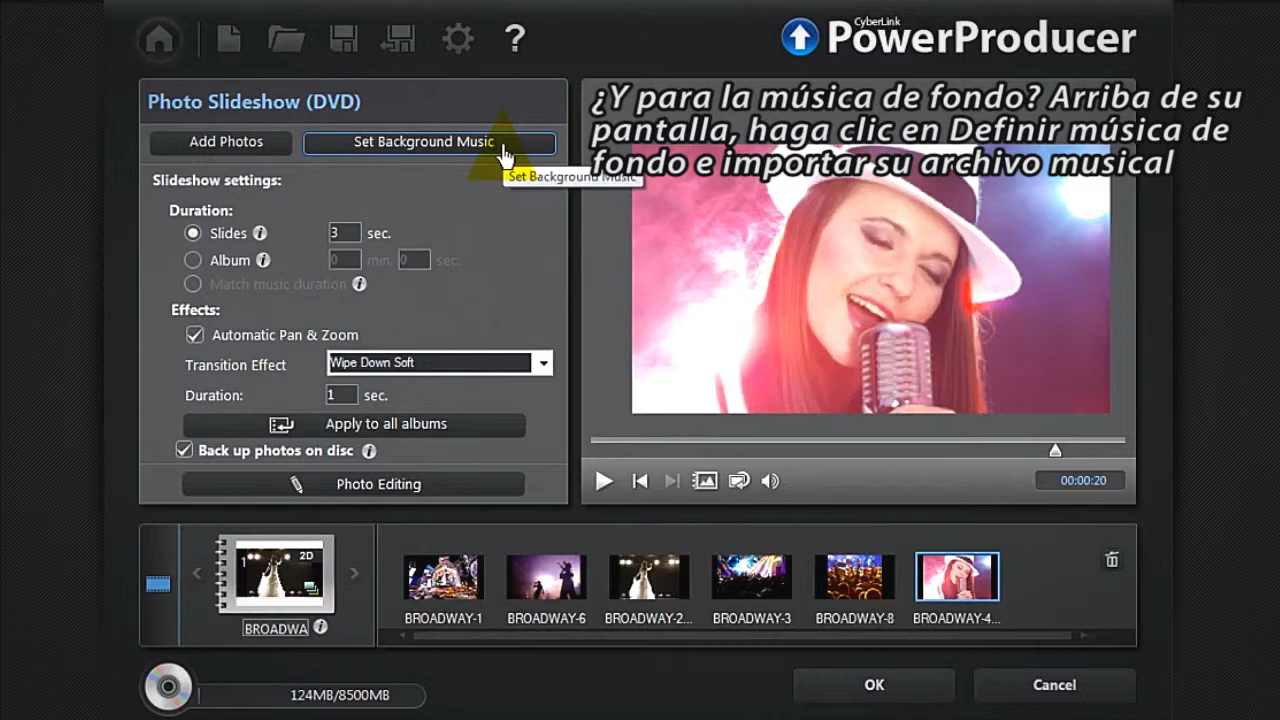 ?
CyberLink
PowerProducer
Photo Slideshow (DVD)
¿Y para la música de fondo? Arriba de su
pantalla, haga clic en Definir música de
fondo e importar su archivo musical
Add Photos
Set Background Music
Set Background Music
Slideshow settings:
Duration:
Slides
3 sec.
Album
0 min. 0 sec.
Match music duration
Effects:
Automatic Pan & Zoom
Transition Effect
Wipe Down Soft
Duration:
1 sec.
Apply to all albums
Back up photos on disc
Photo Editing
00:00:20
1
2D
BROADWA
BROADWAY-1
BROADWAY-6
BROADWAY-2...
BROADWAY-3
BROADWAY-8
BROADWAY-4...
124MB/8500MB
OK
Cancel